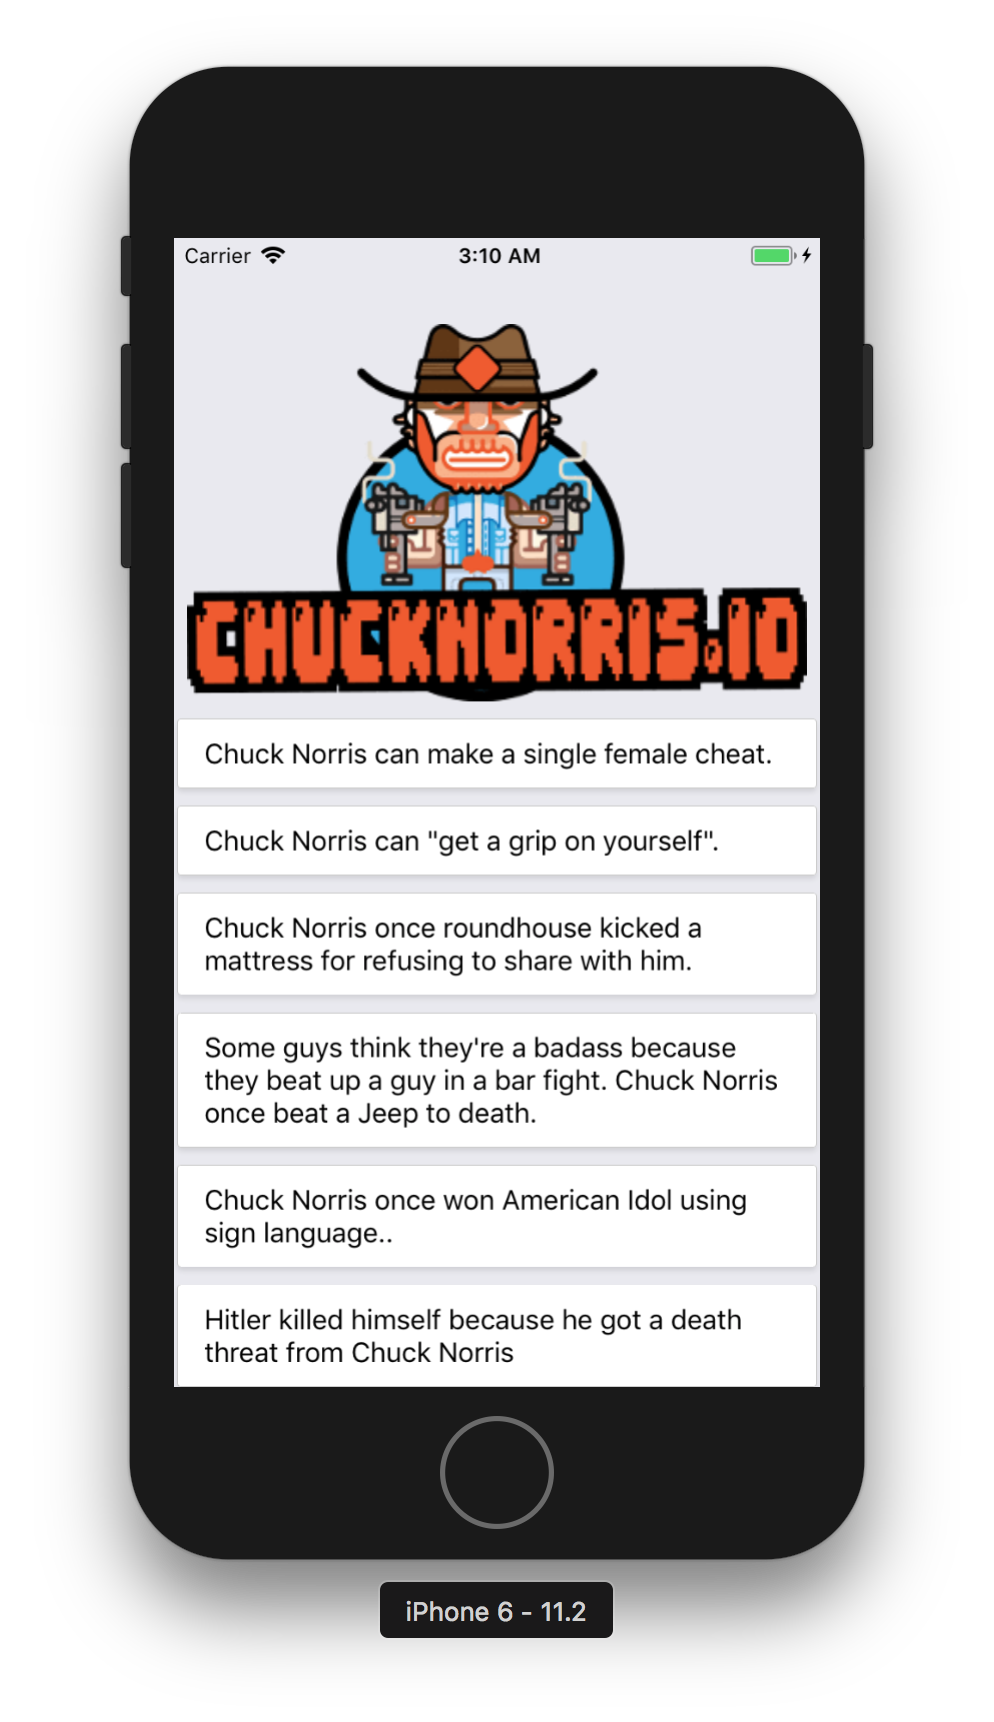 Carrier 3:10 AM
CHUCKNORRIS.IO
Chuck Norris can make a single female cheat.
Chuck Norris can "get a grip on yourself".
Chuck Norris once roundhouse kicked a
mattress for refusing to share with him.
Some guys think they're a badass because
they beat up a guy in a bar fight. Chuck Norris
once beat a Jeep to death.
Chuck Norris once won American Idol using
sign language..
Hitler killed himself because he got a death
threat from Chuck Norris
iPhone 6 - 11.2